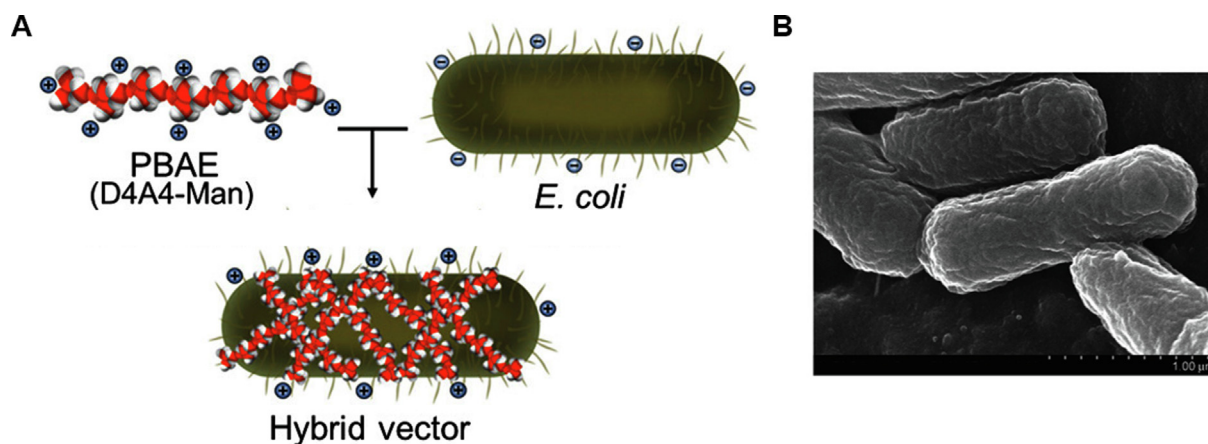 A
B
PBAE
(D4A4-Man)
E. coli
Hybrid vector
1.00 µm